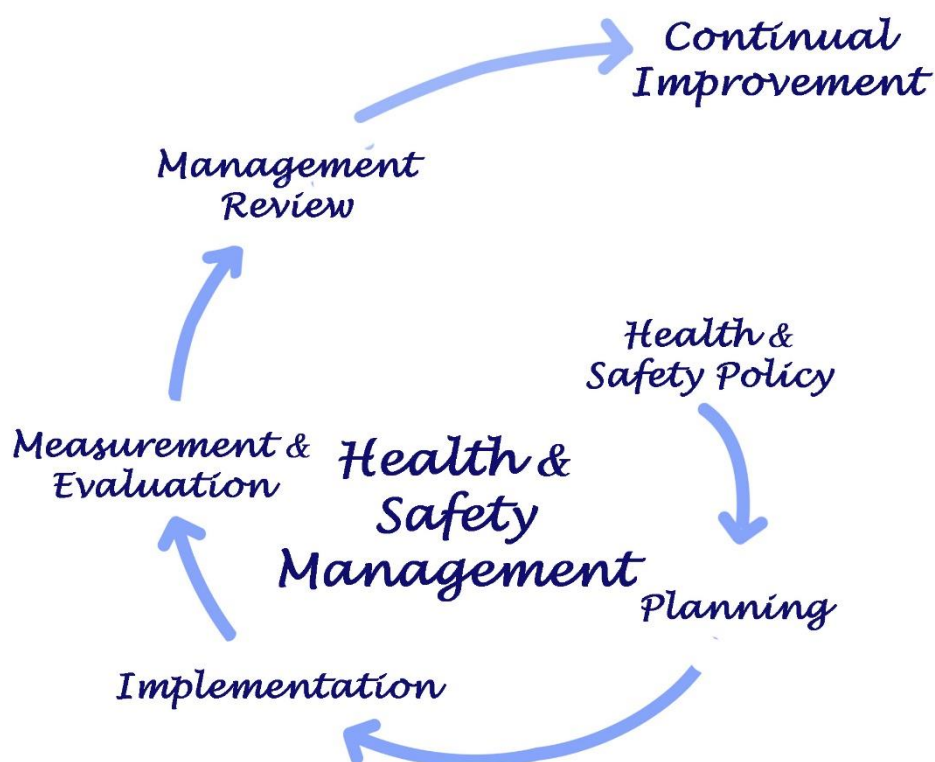 Continual
Improvement
Management
Review
Health &
Safety Policy
Measurement &
Evaluation
Health &
Safety
Management
Planning
Implementation